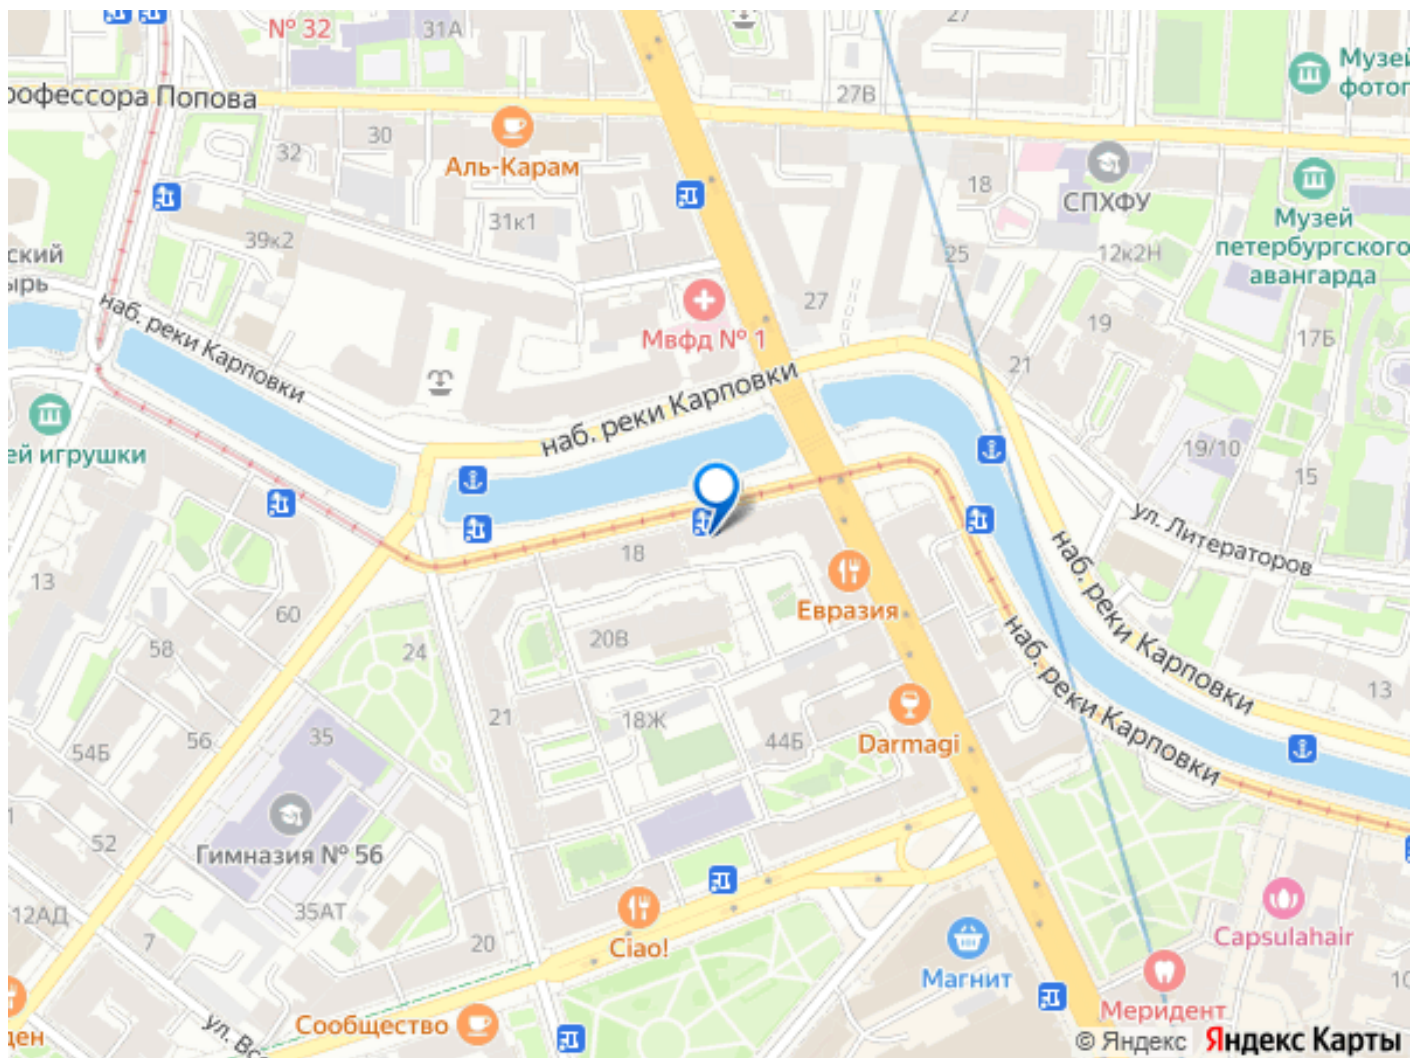 № 32
31А
27
Музей
фотог
рофессора Попова
27В
30
32
Аль-Карам
18
СПХФУ
Музей
петербургского
авангарда
31к1
39к2
25
12к2Н
ский
ырь
наб. реки Карповки
27
Мвфд № 1
19
17Б
21
наб. реки Карповки
ей игрушки
19/10
15
ул. Литераторов
18
13
Евразия
60
20В
58
24
наб. реки Карповки
наб. реки Карповки
13
21
18Ж
44Б
Darmagi
35
56
54Б
52
Гимназия № 56
35АТ
12АД
7
20
Ciao!
Capsulahair
Магнит
10
Меридент
Сообщество
ден
ул. Вс
© Яндекс
Яндекс Карты